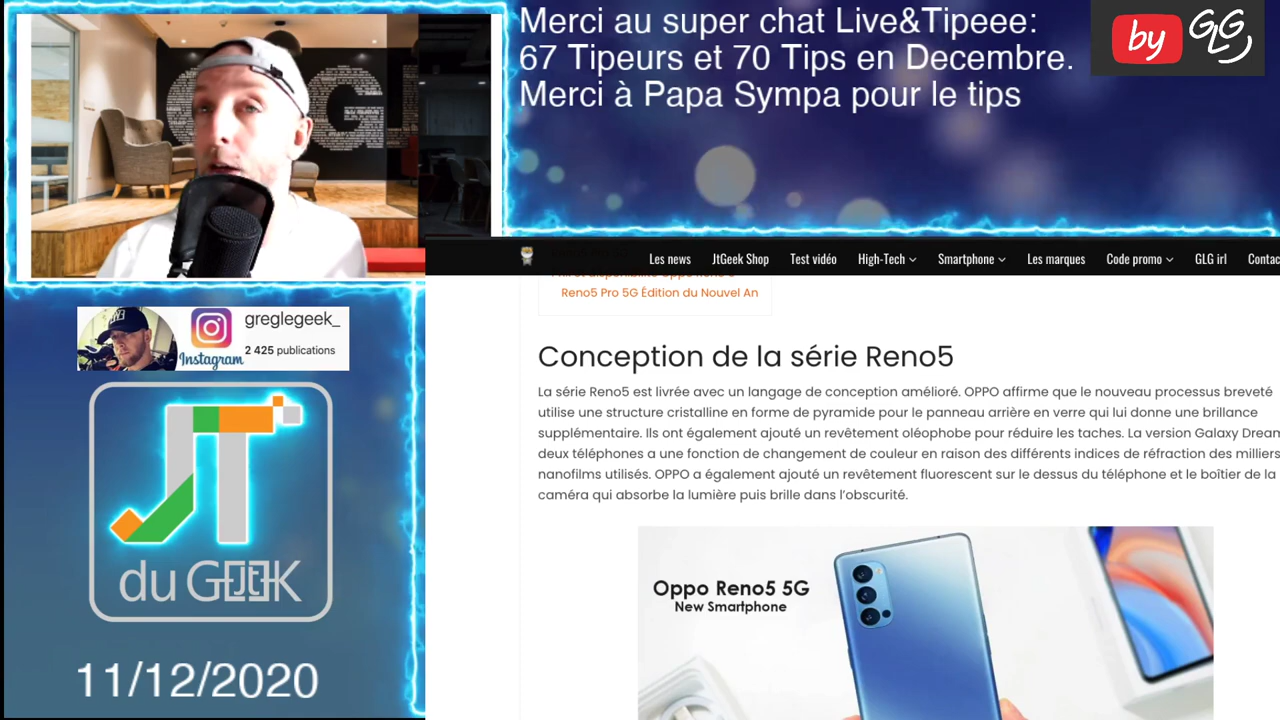 Merci au super chat Live&Tipeee:
67 Tipeurs et 70 Tips en Decembre.
Merci à Papa Sympa pour le tips
by GLG
Les news JtGeek Shop Test vidéo High-Tech Smartphone Les marques Code promo GLG irl Contac
Reno5 Pro 5G Édition du Nouvel An
greglegeek_
2 425 publications
Instagram
Conception de la série Reno5
La série Reno5 est livrée avec un langage de conception amélioré. OPPO affirme que le nouveau processus breveté
utilise une structure cristalline en forme de pyramide pour le panneau arrière en verre qui lui donne une brillance
supplémentaire. Ils ont également ajouté un revêtement oléophobe pour réduire les taches. La version Galaxy Dream
deux téléphones a une fonction de changement de couleur en raison des différents indices de réfraction des milliers
nanofilms utilisés. OPPO a également ajouté un revêtement fluorescent sur le dessus du téléphone et le boîtier de la
caméra qui absorbe la lumière puis brille dans l'obscurité.
Oppo Reno5 5G
New Smartphone
JT
du GEEK
11/12/2020